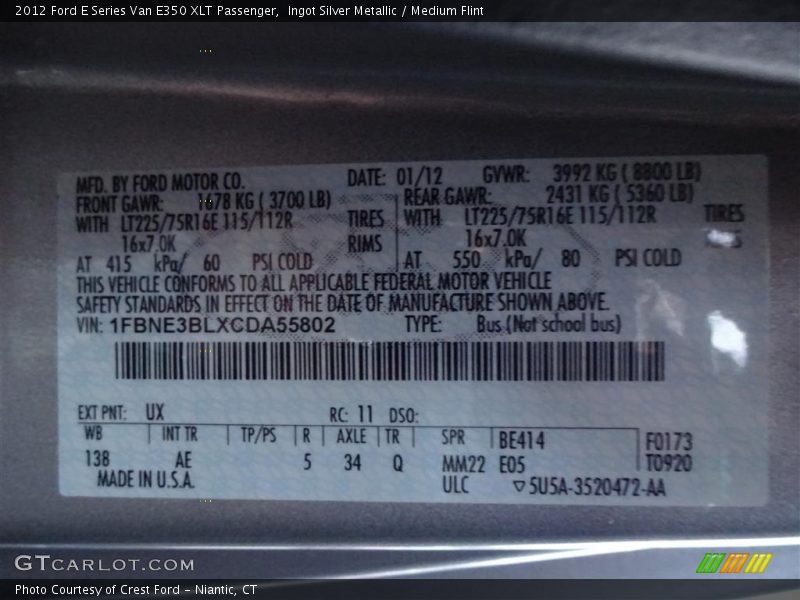 2012 Ford E Series Van E350 XLT Passenger, Ingot Silver Metallic / Medium Flint
MFD. BY FORD MOTOR CO. DATE: 01/12 GVWR: 3992 KG ( 8800 LB)
FRONT GAWR: 1678 KG ( 3700 LB) REAR GAWR: 2431 KG ( 5360 LB)
WITH LT225/75R16E 115/112R TIRES WITH LT225/75R16E 115/112R TIRES
16x7.0K RIMS 16x7.0K
AT 415 kPa/ 60 PSI COLD AT 550 kPa/ 80 PSI COLD
THIS VEHICLE CONFORMS TO ALL APPLICABLE FEDERAL MOTOR VEHICLE
SAFETY STANDARDS IN EFFECT ON THE DATE OF MANUFACTURE SHOWN ABOVE.
VIN: 1FBNE3BLXCDA55802 TYPE: Bus (Not school bus)
EXT PNT: UX RC: 11 DSO:
WB INT TR TP/PS R AXLE TR SPR BE414 F0173
138 AE 5 34 Q MM22 E05 T0920
MADE IN U.S.A. ULC ▽5U5A-3520472-AA
GTCARLOT.COM
Photo Courtesy of Crest Ford - Niantic, CT